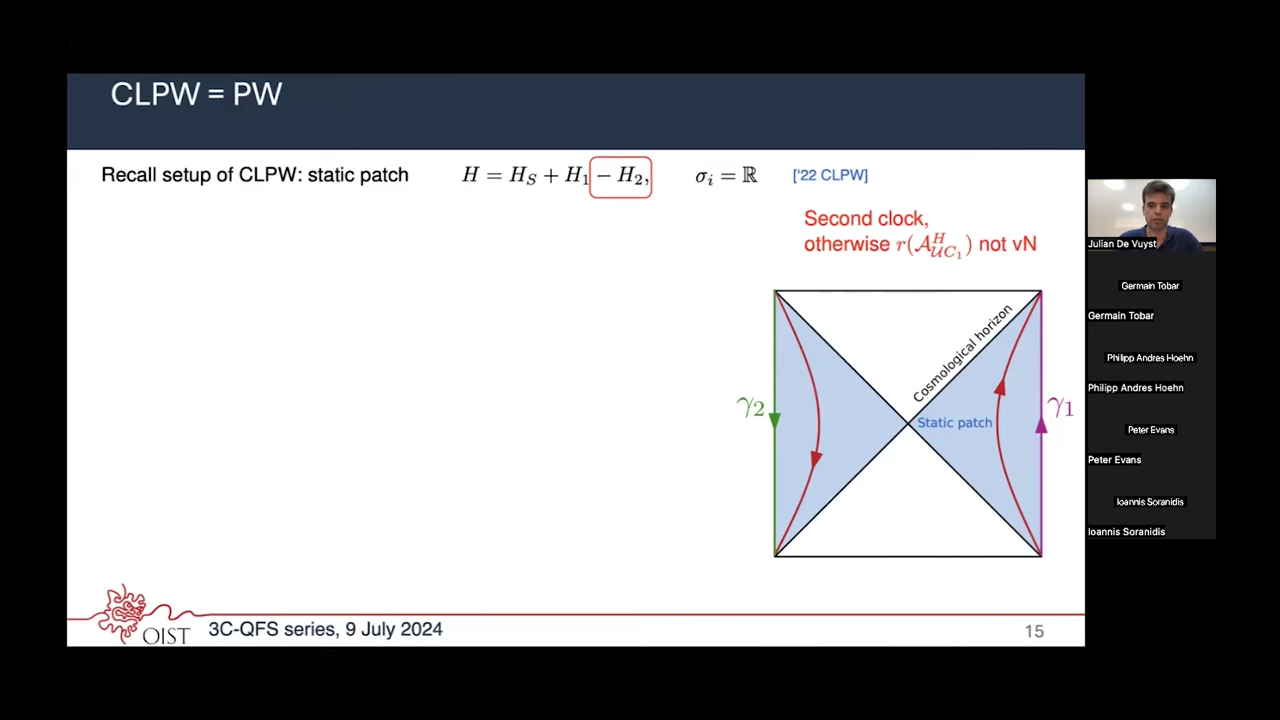 CLPW = PW
Recall setup of CLPW: static patch
H = H_S + H_1 − H_2, σ_i = ℝ ['22 CLPW]
Second clock,
otherwise r(𝒜^H_{𝒰C_1}) not vN
Cosmological horizon
γ2
Static patch
γ1
OIST
3C-QFS series, 9 July 2024
15
Julian De Vuyst
Germain Tobar
Germain Tobar
Philipp Andres Hoehn
Philipp Andres Hoehn
Peter Evans
Peter Evans
Ioannis Soranidis
Ioannis Soranidis